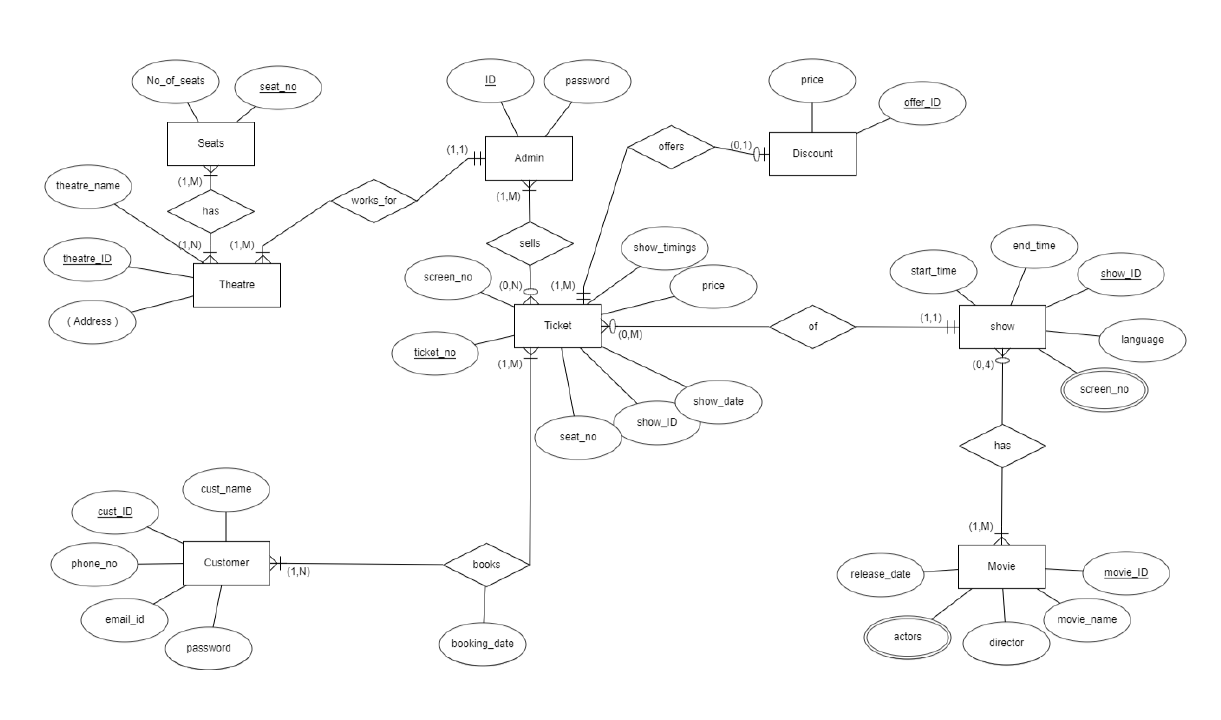 No_of_seats
seat_no
ID
password
price
offer_ID
Seats
(1,1)
Admin
offers
(0,1)
Discount
theatre_name
(1,M)
has
works_for
(1,M)
(1,N)
(1,M)
sells
show_timings
end_time
theatre_ID
screen_no
(0,N)
(1,M)
price
start_time
show_ID
Theatre
( Address )
Ticket
(0,M)
of
(1,1)
show
language
ticket_no
(1,M)
(0,4)
screen_no
show_date
show_ID
seat_no
has
cust_name
cust_ID
(1,M)
phone_no
Customer
(1,N)
books
release_date
Movie
movie_ID
email_id
password
booking_date
actors
director
movie_name